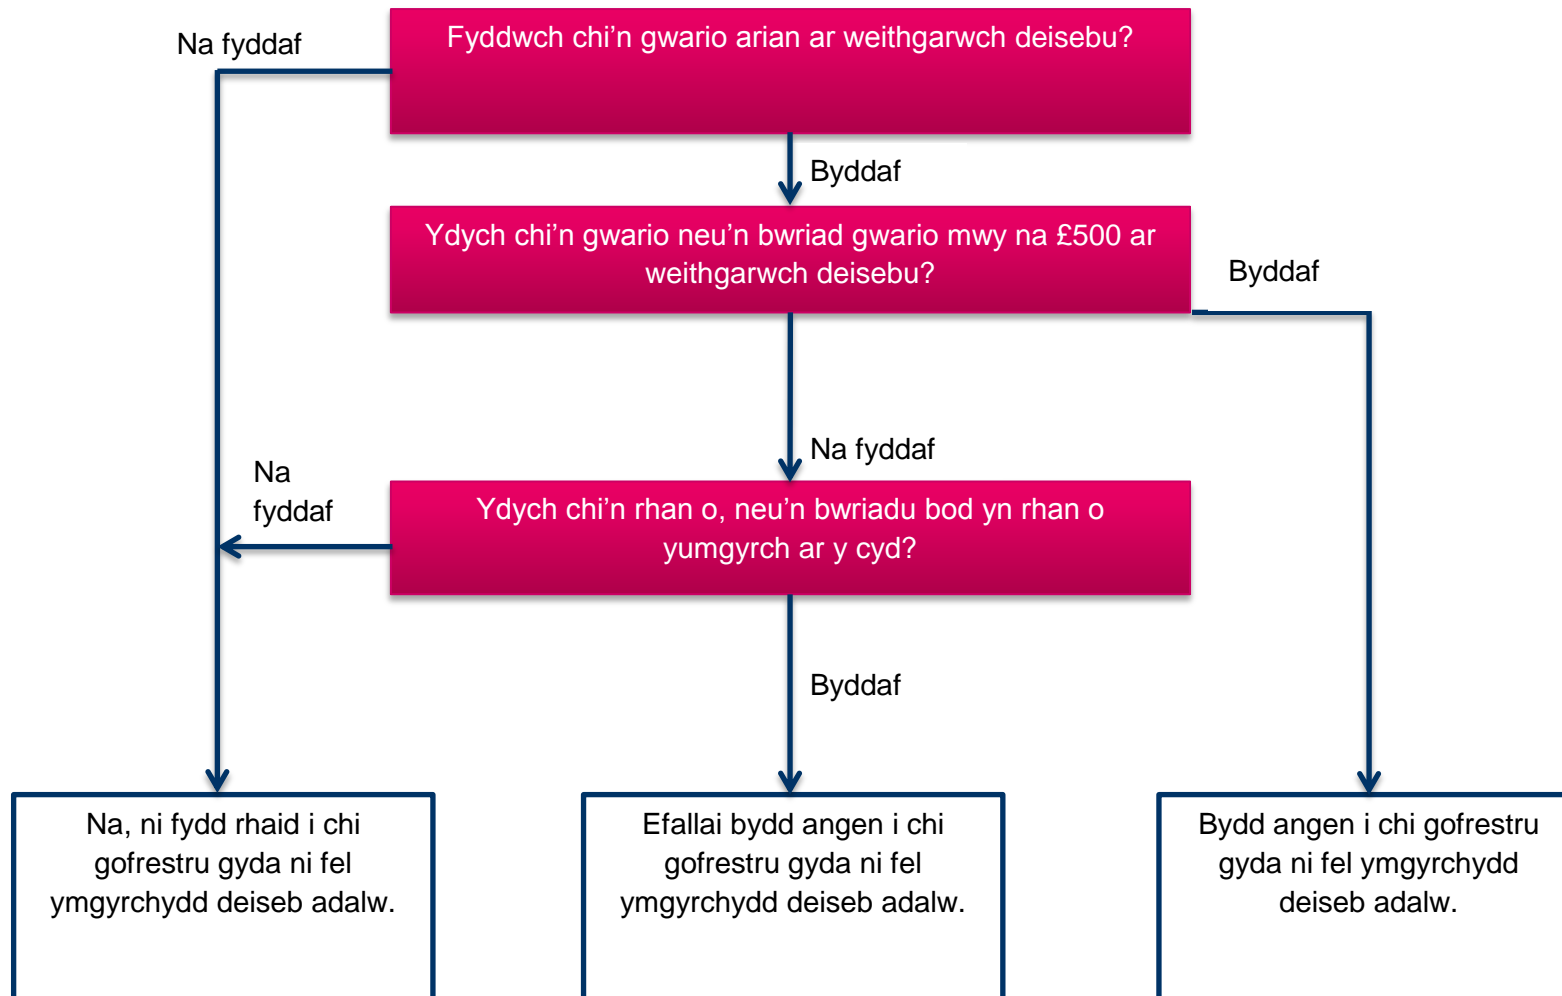 Fyddwch chi’n gwario arian ar weithgarwch deisebu?
Na fyddaf
Byddaf
Ydych chi’n gwario neu’n bwriad gwario mwy na £500 ar
weithgarwch deisebu?
Byddaf
Na fyddaf
Na
fyddaf
Ydych chi’n rhan o, neu’n bwriadu bod yn rhan o
yumgyrch ar y cyd?
Byddaf
Na, ni fydd rhaid i chi
gofrestru gyda ni fel
ymgyrchydd deiseb adalw.
Efallai bydd angen i chi
gofrestru gyda ni fel
ymgyrchydd deiseb adalw.
Bydd angen i chi gofrestru
gyda ni fel ymgyrchydd
deiseb adalw.